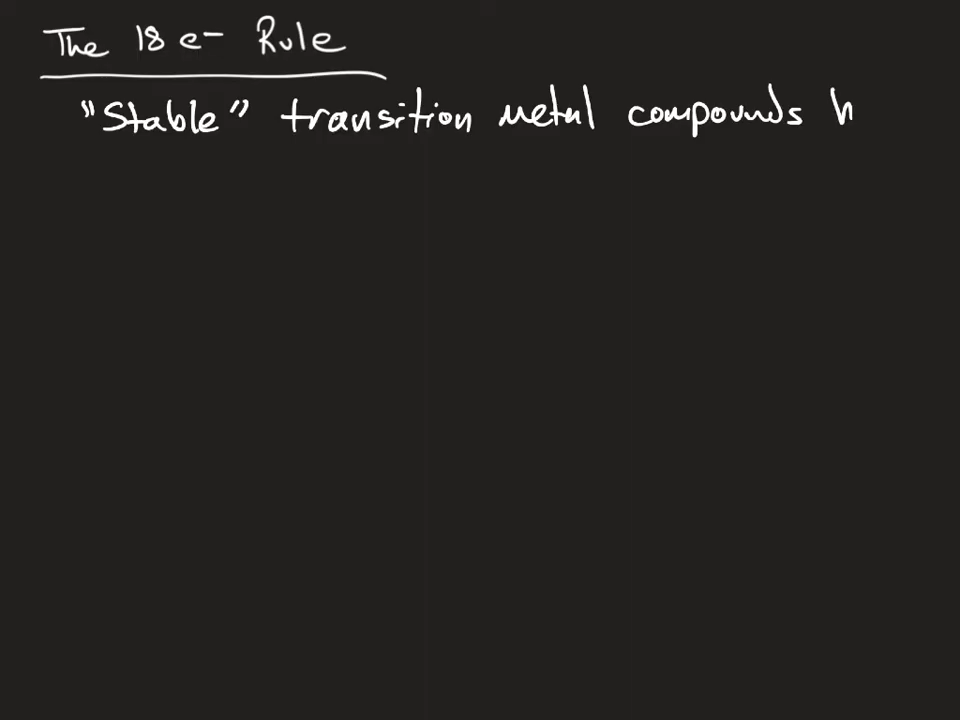 The 18 e- Rule
"Stable" transition metal compounds h